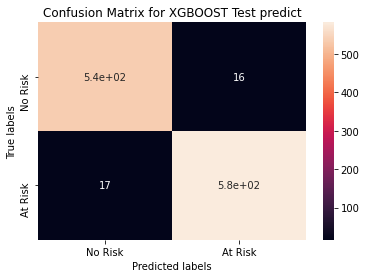 Confusion Matrix for XGBOOST Test predict
True labels
No Risk
At Risk
5.4e+02
16
17
5.8e+02
No Risk
At Risk
Predicted labels
500
400
300
200
100